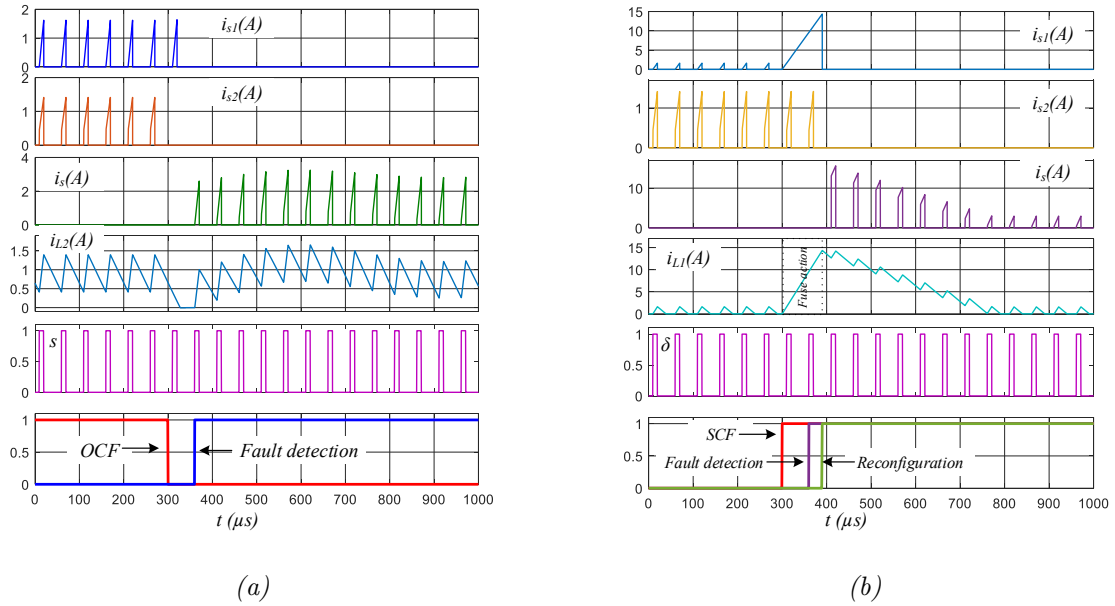 2
1
0
i_{s1}(A)
2
1
0
i_{s2}(A)
4
2
0
i_s(A)
1.5
1
0.5
0
i_{L2}(A)
1
0.5
0
s
1
0.5
0
OCF
Fault detection
0 100 200 300 400 500 600 700 800 900 1000
t (μs)
(a)
15
10
5
0
i_{s1}(A)
1
0
i_{s2}(A)
10
0
i_s(A)
15
10
5
0
i_{L1}(A)
Fuse action
1
0.5
0
δ
1
0.5
0
SCF
Fault detection
Reconfiguration
0 100 200 300 400 500 600 700 800 900 1000
t (μs)
(b)